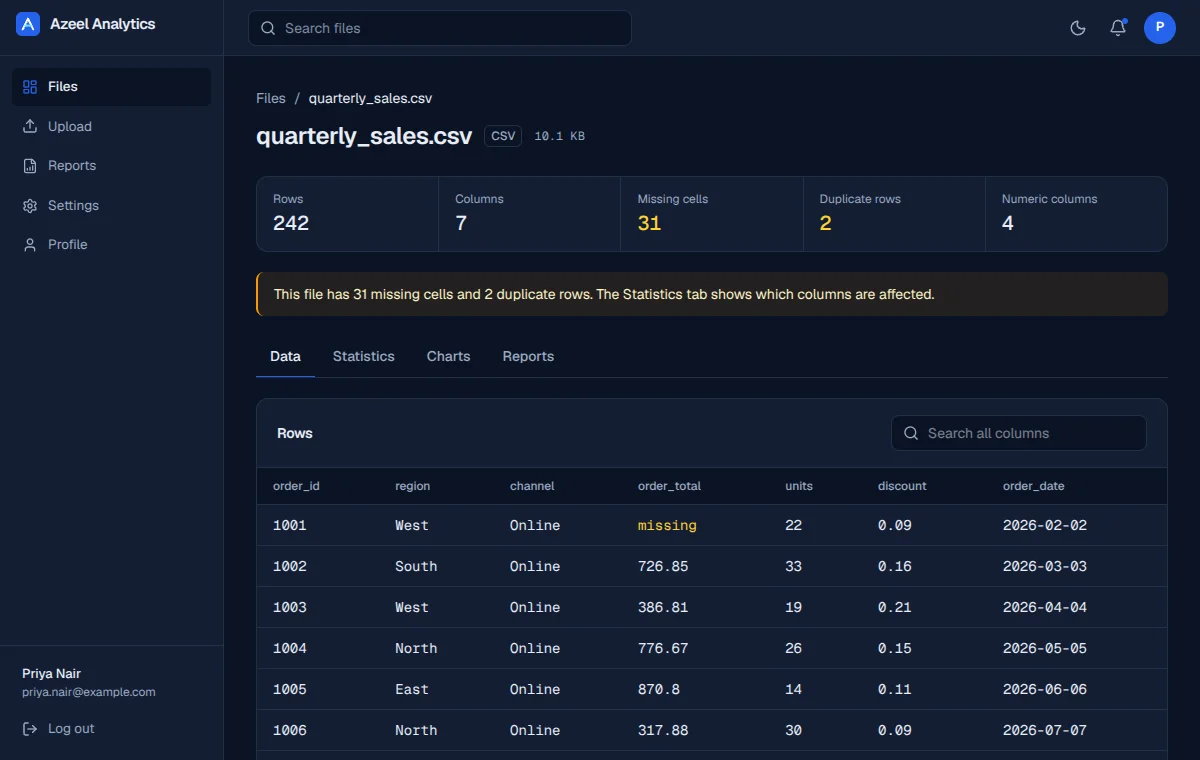 Azeel Analytics
Search files
P
Files
Upload
Reports
Settings
Profile
Priya Nair
priya.nair@example.com
Log out
Files / quarterly_sales.csv
quarterly_sales.csv CSV 10.1 KB
Rows Columns Missing cells Duplicate rows Numeric columns
242 7 31 2 4
This file has 31 missing cells and 2 duplicate rows. The Statistics tab shows which columns are affected.
Data Statistics Charts Reports
Rows Search all columns
order_id region channel order_total units discount order_date
1001 West Online missing 22 0.09 2026-02-02
1002 South Online 726.85 33 0.16 2026-03-03
1003 West Online 386.81 19 0.21 2026-04-04
1004 North Online 776.67 26 0.15 2026-05-05
1005 East Online 870.8 14 0.11 2026-06-06
1006 North Online 317.88 30 0.09 2026-07-07